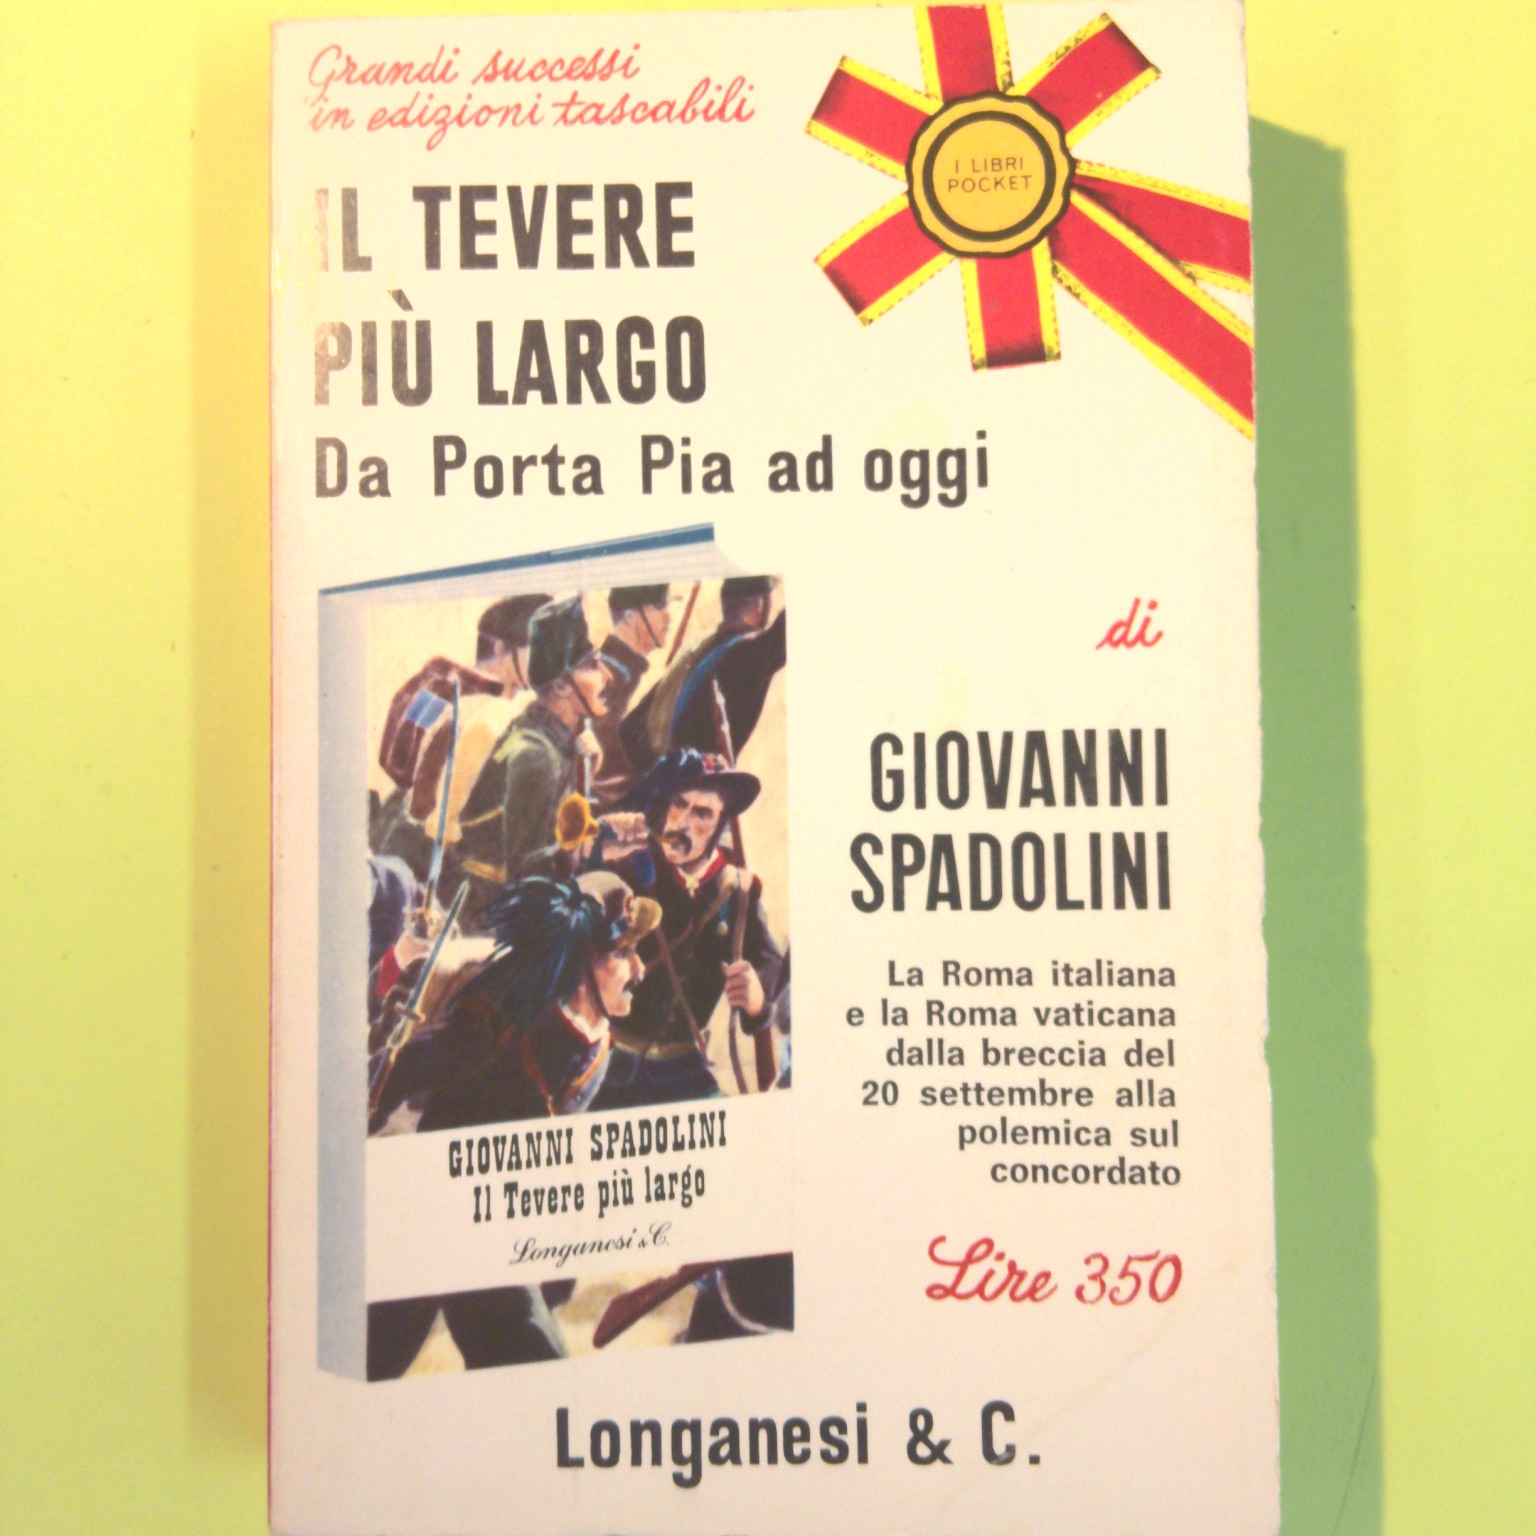 Grandi successi
in edizioni tascabili
I LIBRI
POCKET
IL TEVERE
PIÙ LARGO
Da Porta Pia ad oggi
di
GIOVANNI
SPADOLINI
La Roma italiana
e la Roma vaticana
dalla breccia del
20 settembre alla
polemica sul
concordato
Lire 350
GIOVANNI SPADOLINI
Il Tevere più largo
Longanesi & C.
Longanesi & C.